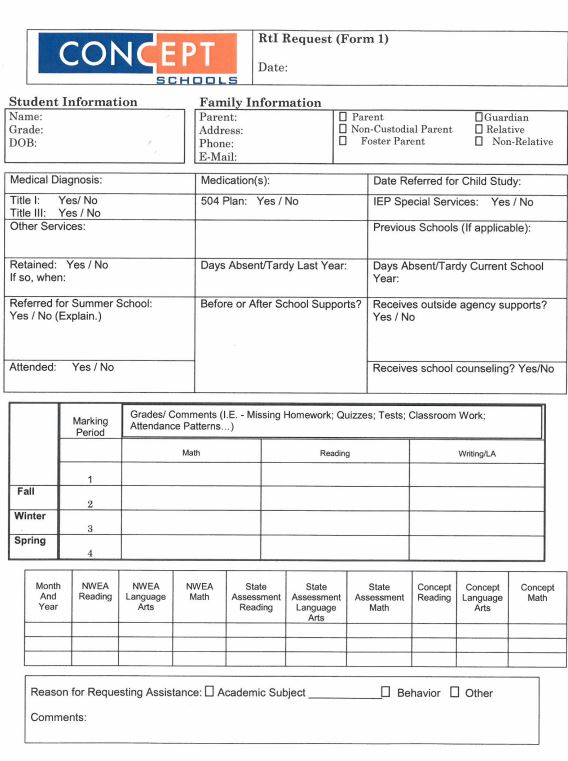 CONCEPT
SCHOOLS
RtI Request (Form 1)
Date:
Student Information
Name:
Grade:
DOB:
Family Information
Parent:
Address:
Phone:
E-Mail:
☐ Parent ☐Guardian
☐ Non-Custodial Parent ☐ Relative
☐ Foster Parent ☐ Non-Relative
Medical Diagnosis: Medication(s): Date Referred for Child Study:
Title I: Yes/ No 504 Plan: Yes / No IEP Special Services: Yes / No
Title III: Yes / No
Other Services: Previous Schools (If applicable):
Retained: Yes / No
If so, when:
Days Absent/Tardy Last Year:
Days Absent/Tardy Current School
Year:
Referred for Summer School:
Yes / No (Explain.)
Before or After School Supports?
Receives outside agency supports?
Yes / No
Attended: Yes / No
Receives school counseling? Yes/No
Marking
Period
Grades/ Comments (I.E. - Missing Homework; Quizzes; Tests; Classroom Work;
Attendance Patterns…)
Math Reading Writing/LA
1
Fall
2
Winter
3
Spring
4
Month
And
Year
NWEA
Reading
NWEA
Language
Arts
NWEA
Math
State
Assessment
Reading
State
Assessment
Language
Arts
State
Assessment
Math
Concept
Reading
Concept
Language
Arts
Concept
Math
Reason for Requesting Assistance: ☐ Academic Subject ____________☐ Behavior ☐ Other
Comments: